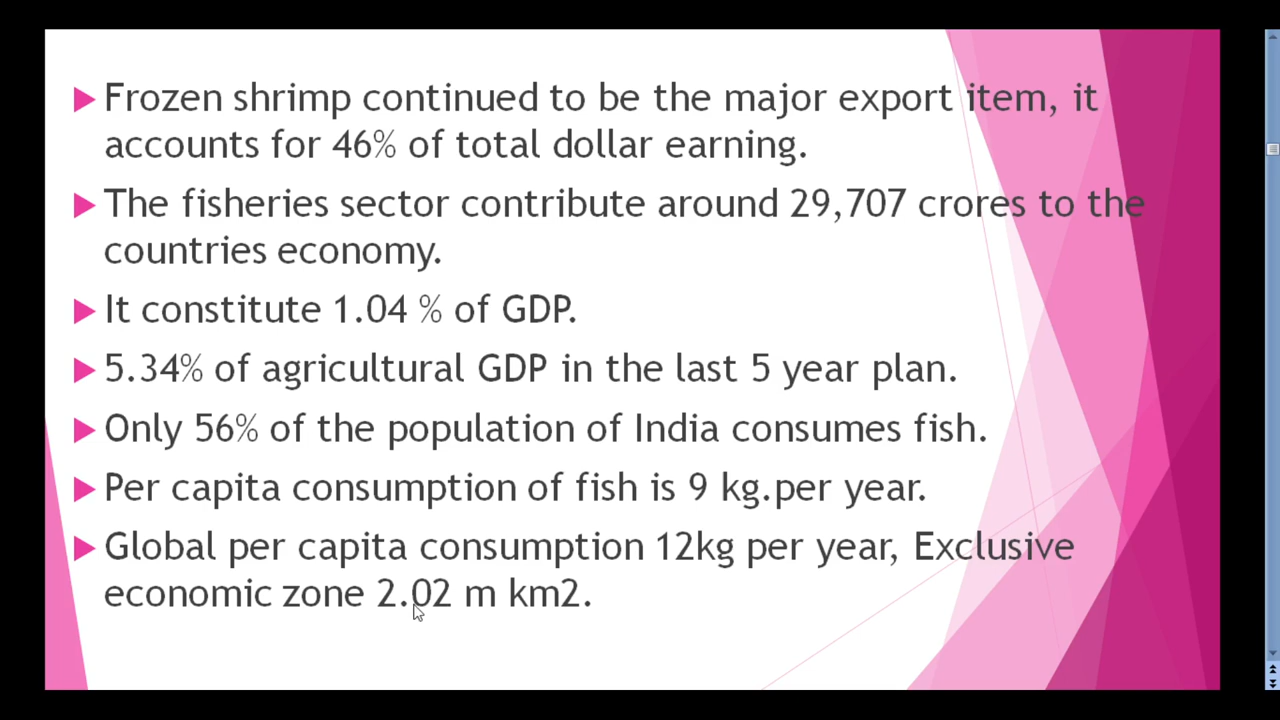 Frozen shrimp continued to be the major export item, it
accounts for 46% of total dollar earning.
The fisheries sector contribute around 29,707 crores to the
countries economy.
It constitute 1.04 % of GDP.
5.34% of agricultural GDP in the last 5 year plan.
Only 56% of the population of India consumes fish.
Per capita consumption of fish is 9 kg.per year.
Global per capita consumption 12kg per year, Exclusive
economic zone 2.02 m km2.